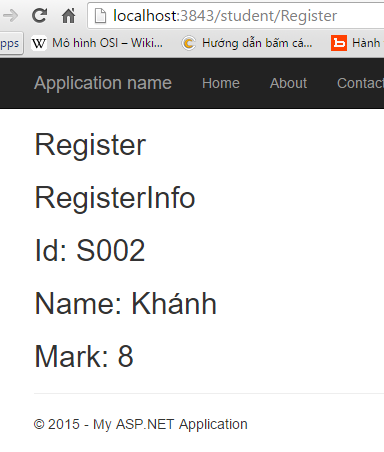 localhost:3843/student/Register
pps W Mô hình OSI – Wiki... C Hướng dẫn bấm cá... b Hành
Application name Home About Contact
Register
RegisterInfo
Id: S002
Name: Khánh
Mark: 8
© 2015 - My ASP.NET Application